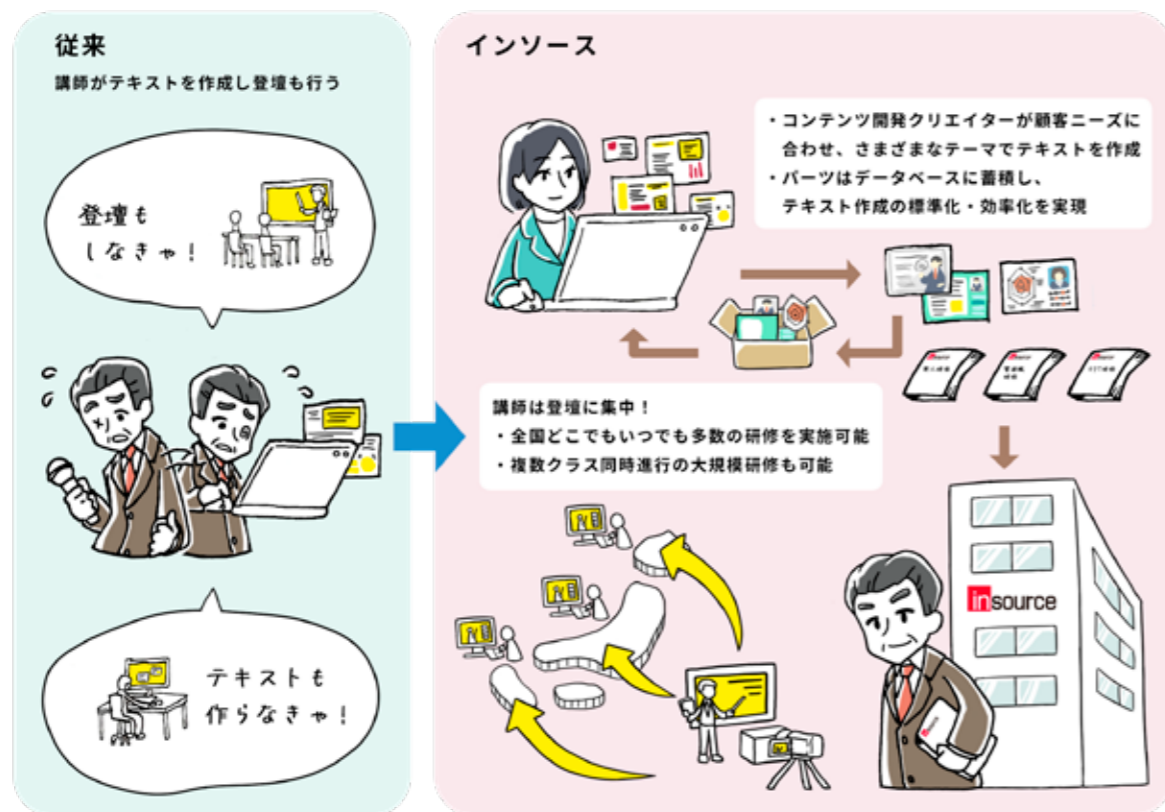 従来
講師がテキストを作成し登壇も行う
登壇も
しなきゃ！
テキストも
作らなきゃ！
インソース
・コンテンツ開発クリエイターが顧客ニーズに
合わせ、さまざまなテーマでテキストを作成
・パーツはデータベースに蓄積し、
テキスト作成の標準化・効率化を実現
insource
insource
insource
講師は登壇に集中！
・全国どこでもいつでも多数の研修を実施可能
・複数クラス同時進行の大規模研修も可能
insource